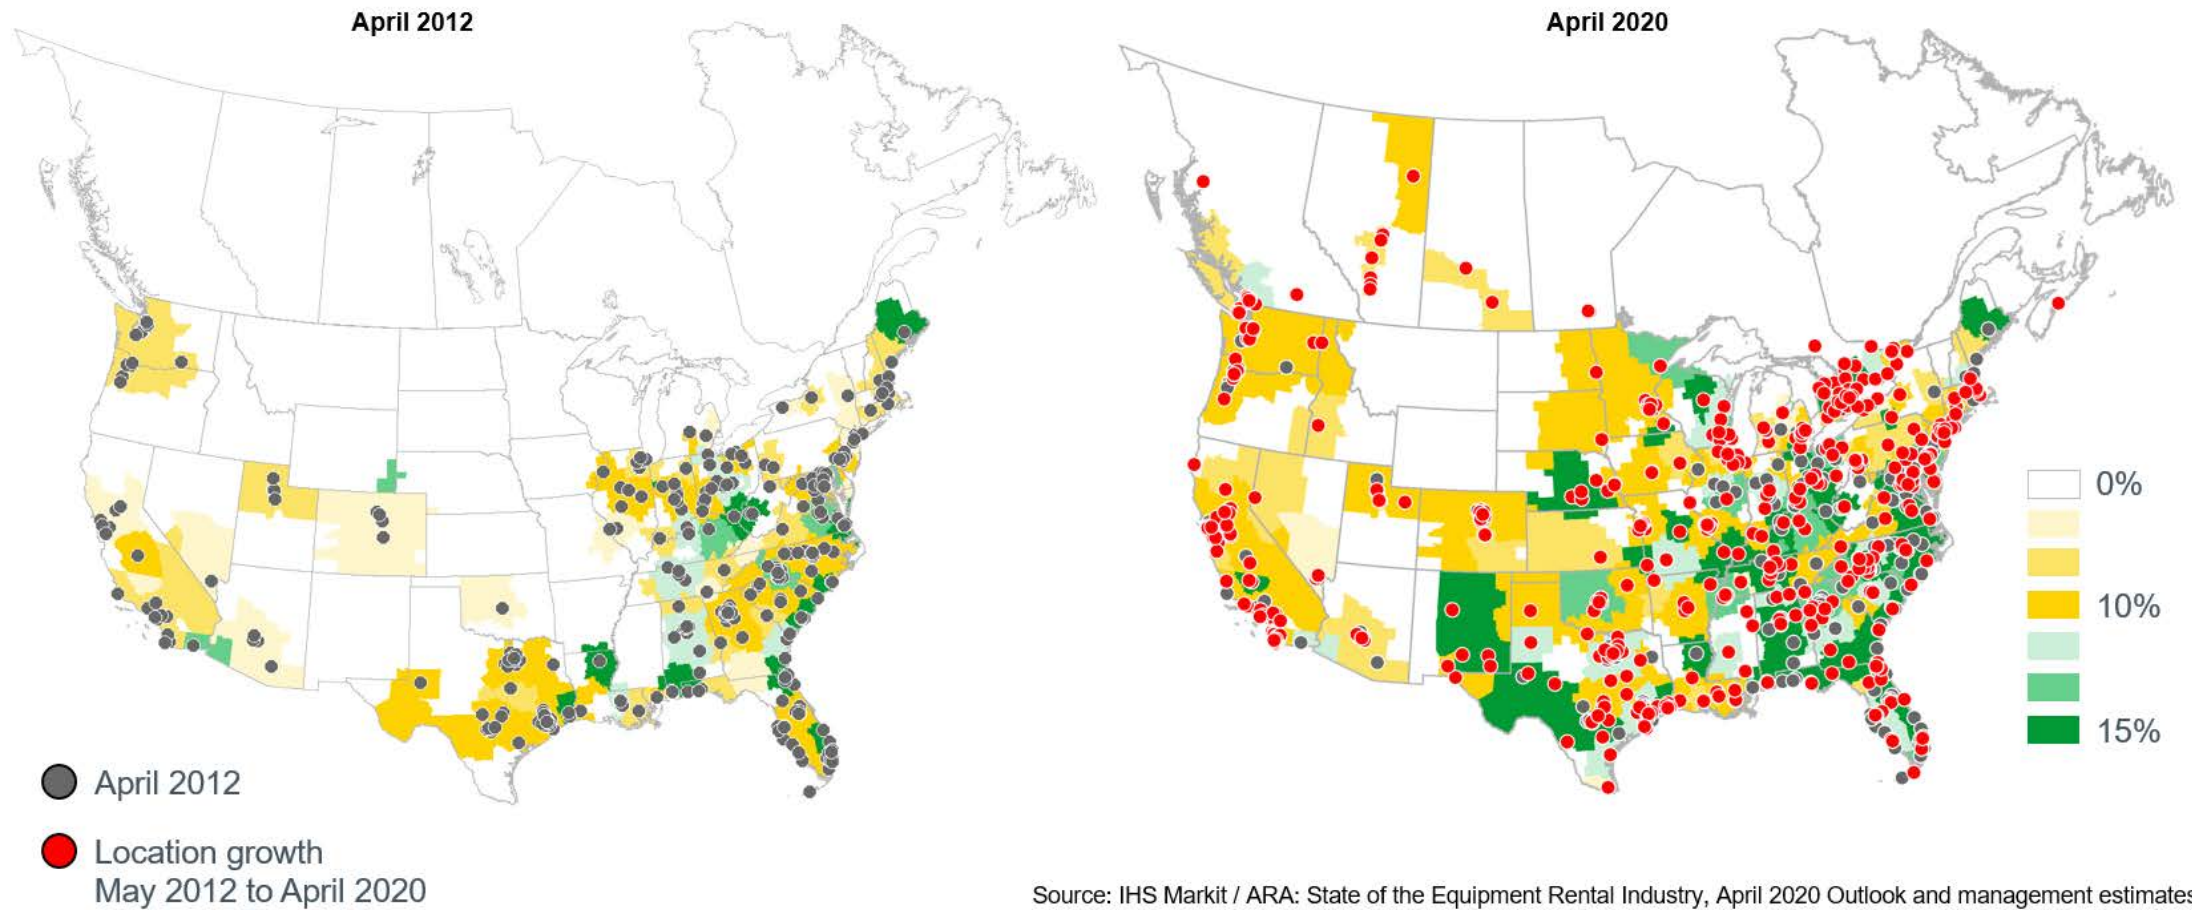 April 2012
April 2020
0%
10%
15%
April 2012
Location growth
May 2012 to April 2020
Source: IHS Markit / ARA: State of the Equipment Rental Industry, April 2020 Outlook and management estimates